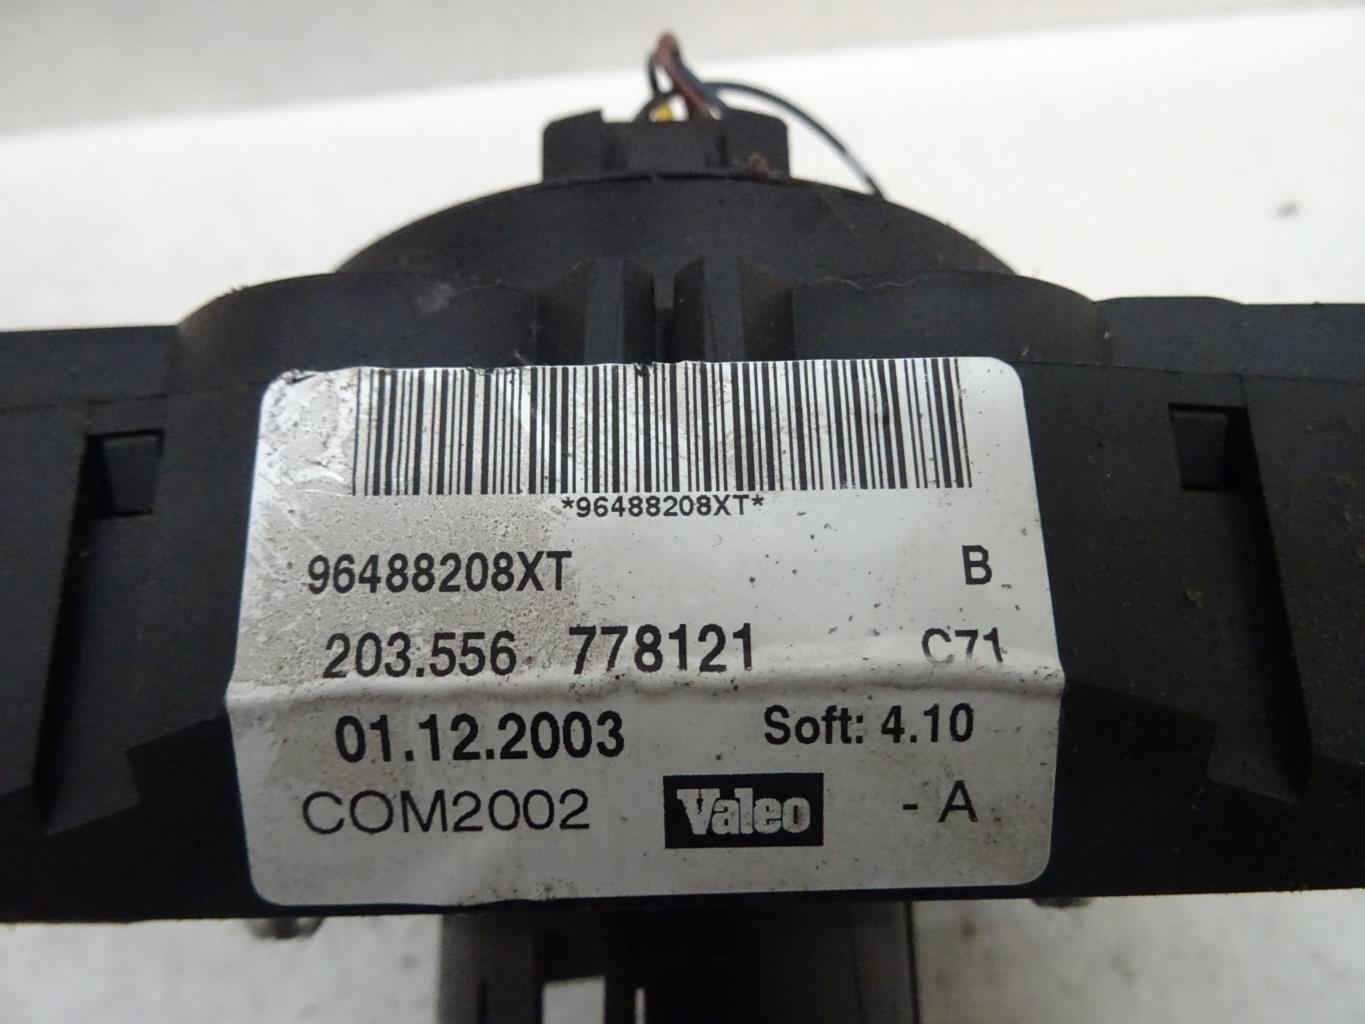 *96488208XT*
96488208XT B
203.556 778121 C71
01.12.2003 Soft: 4.10
COM2002 Valeo - A